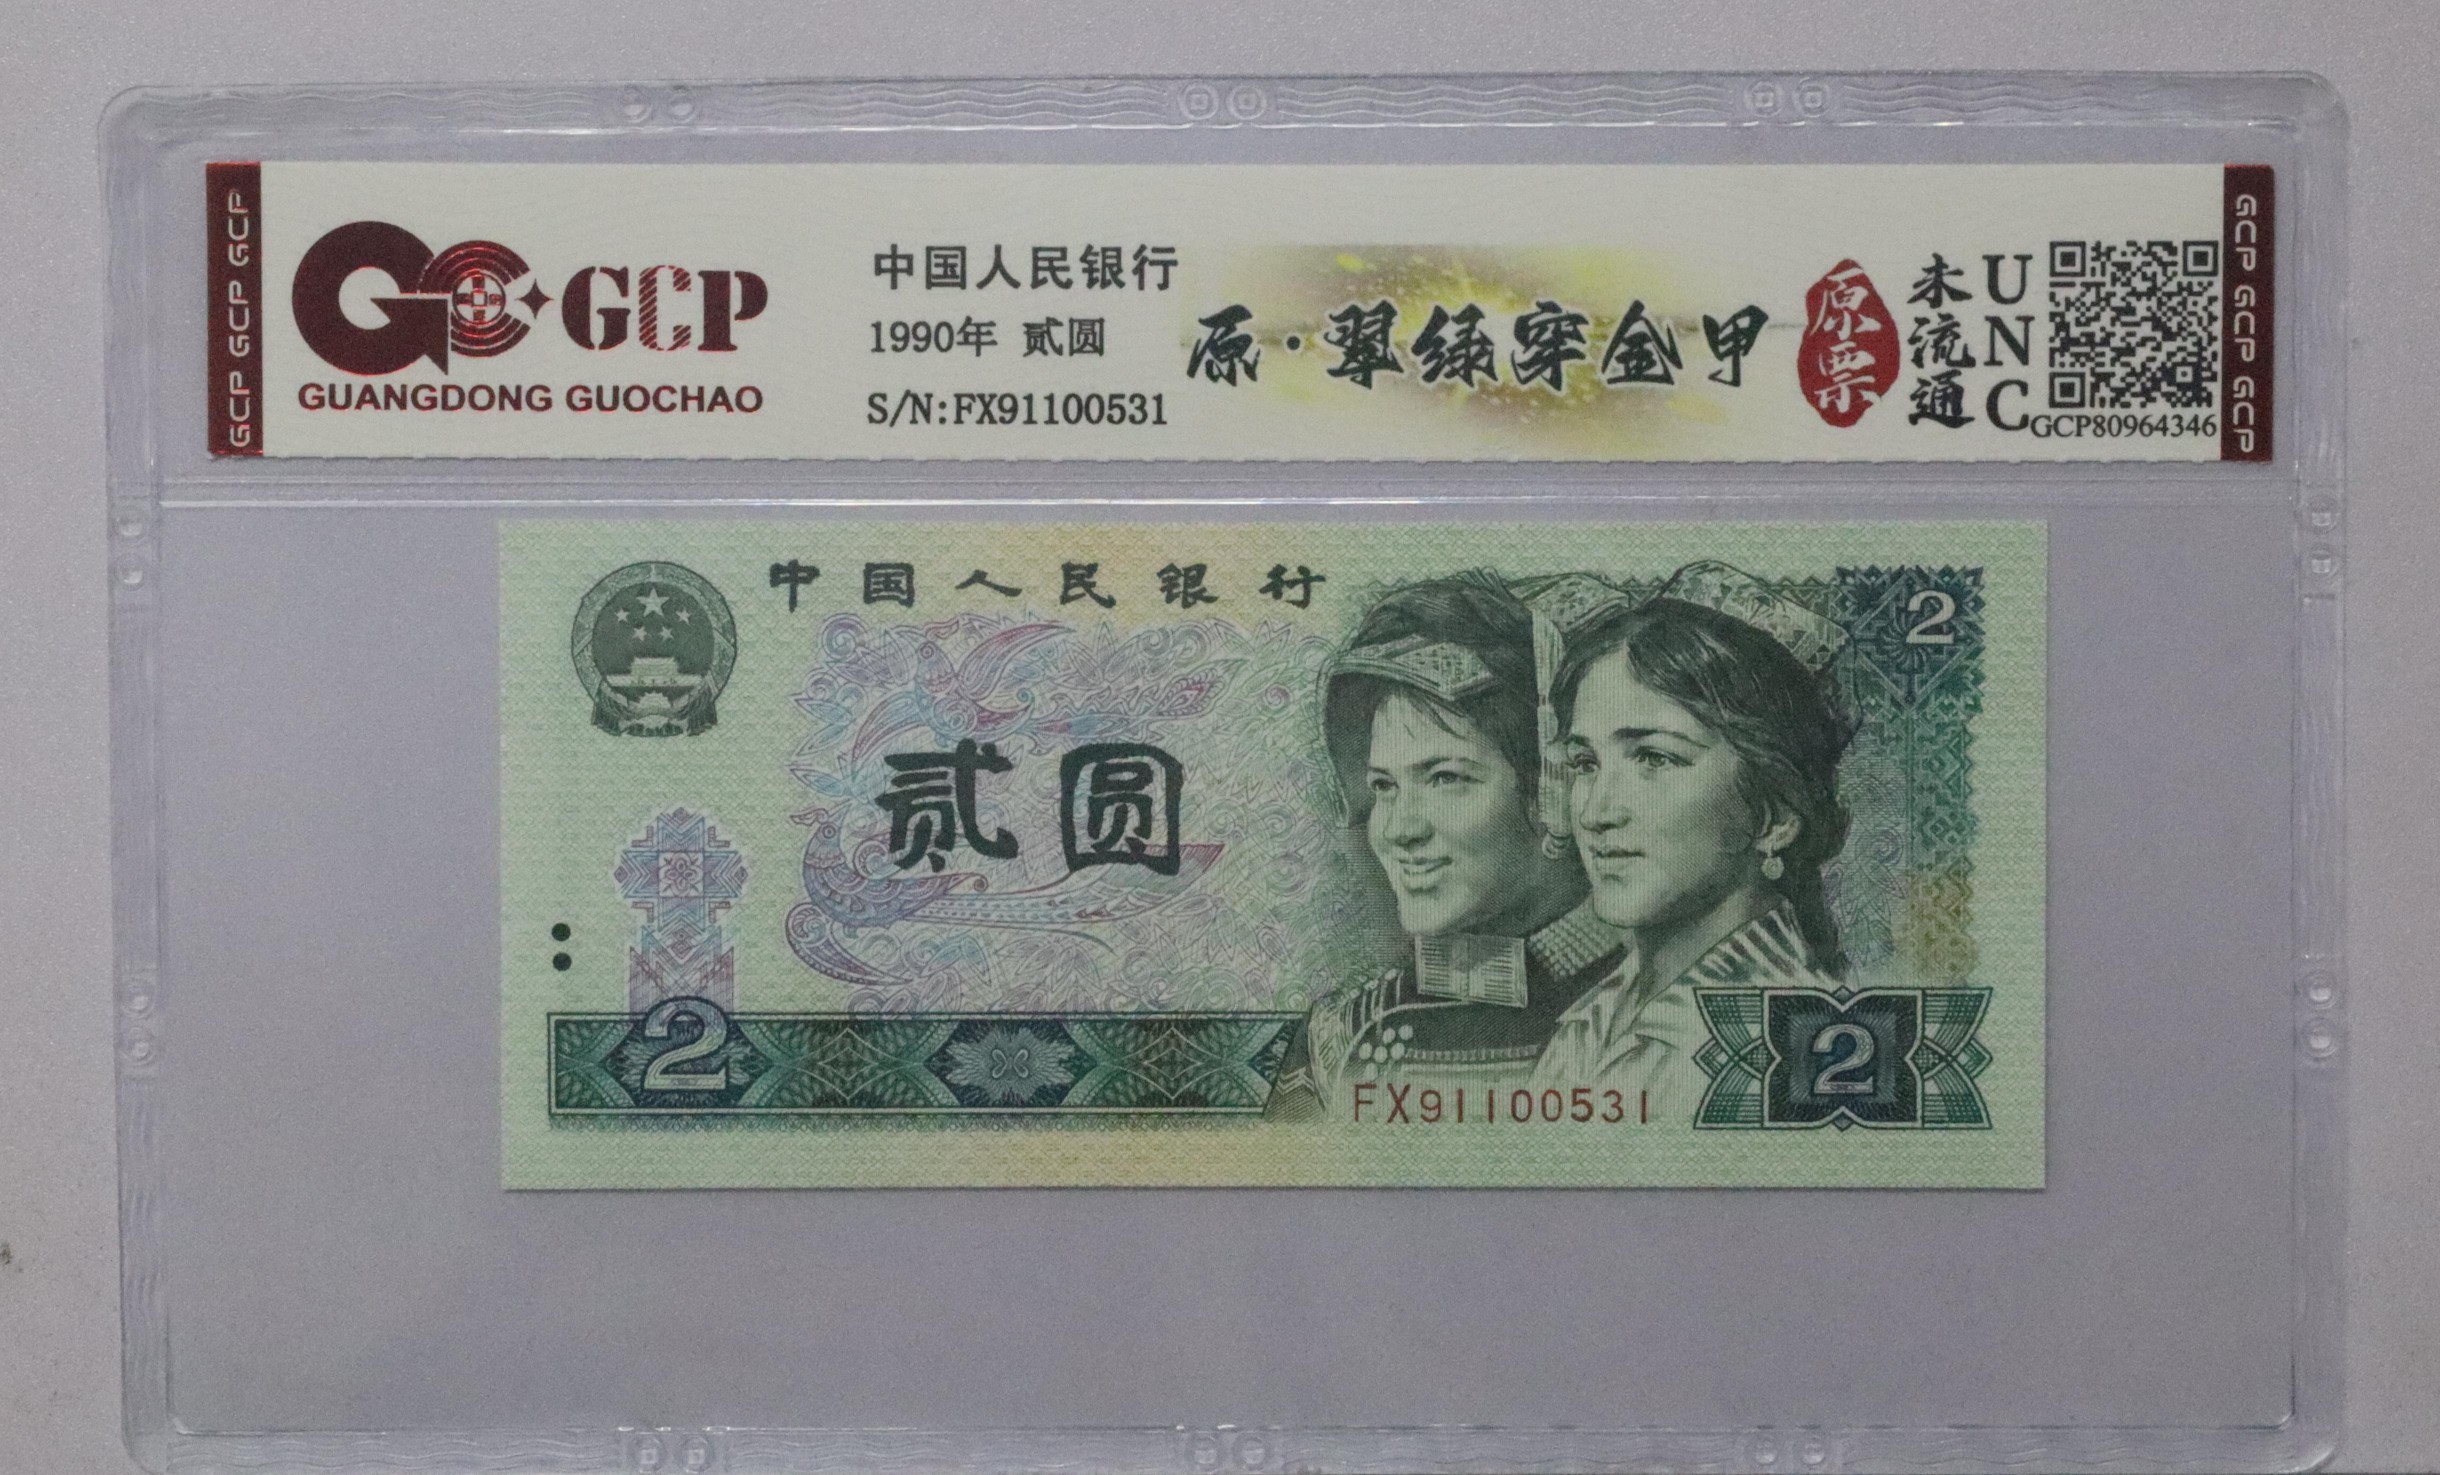 GCP GCP GCP
GCP
GUANGDONG GUOCHAO
中国人民银行
1990年 贰圆
S/N:FX91100531
原·翠绿穿金甲
原票
未流通
UNC
GCP80964346
GCP GCP GCP
中国人民银行
2
贰圆
2
FX91100531
2